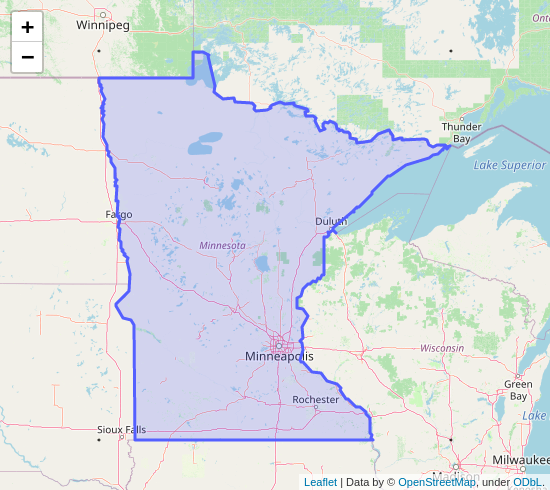 +
−
Winnipeg
Thunder
Bay
Lake Superior
Fargo
Duluth
Minnesota
Minneapolis
Wisconsin
Green
Bay
Rochester
Sioux Falls
Lake
Milwaukee
Madison
Leaflet | Data by © OpenStreetMap, under ODbL.